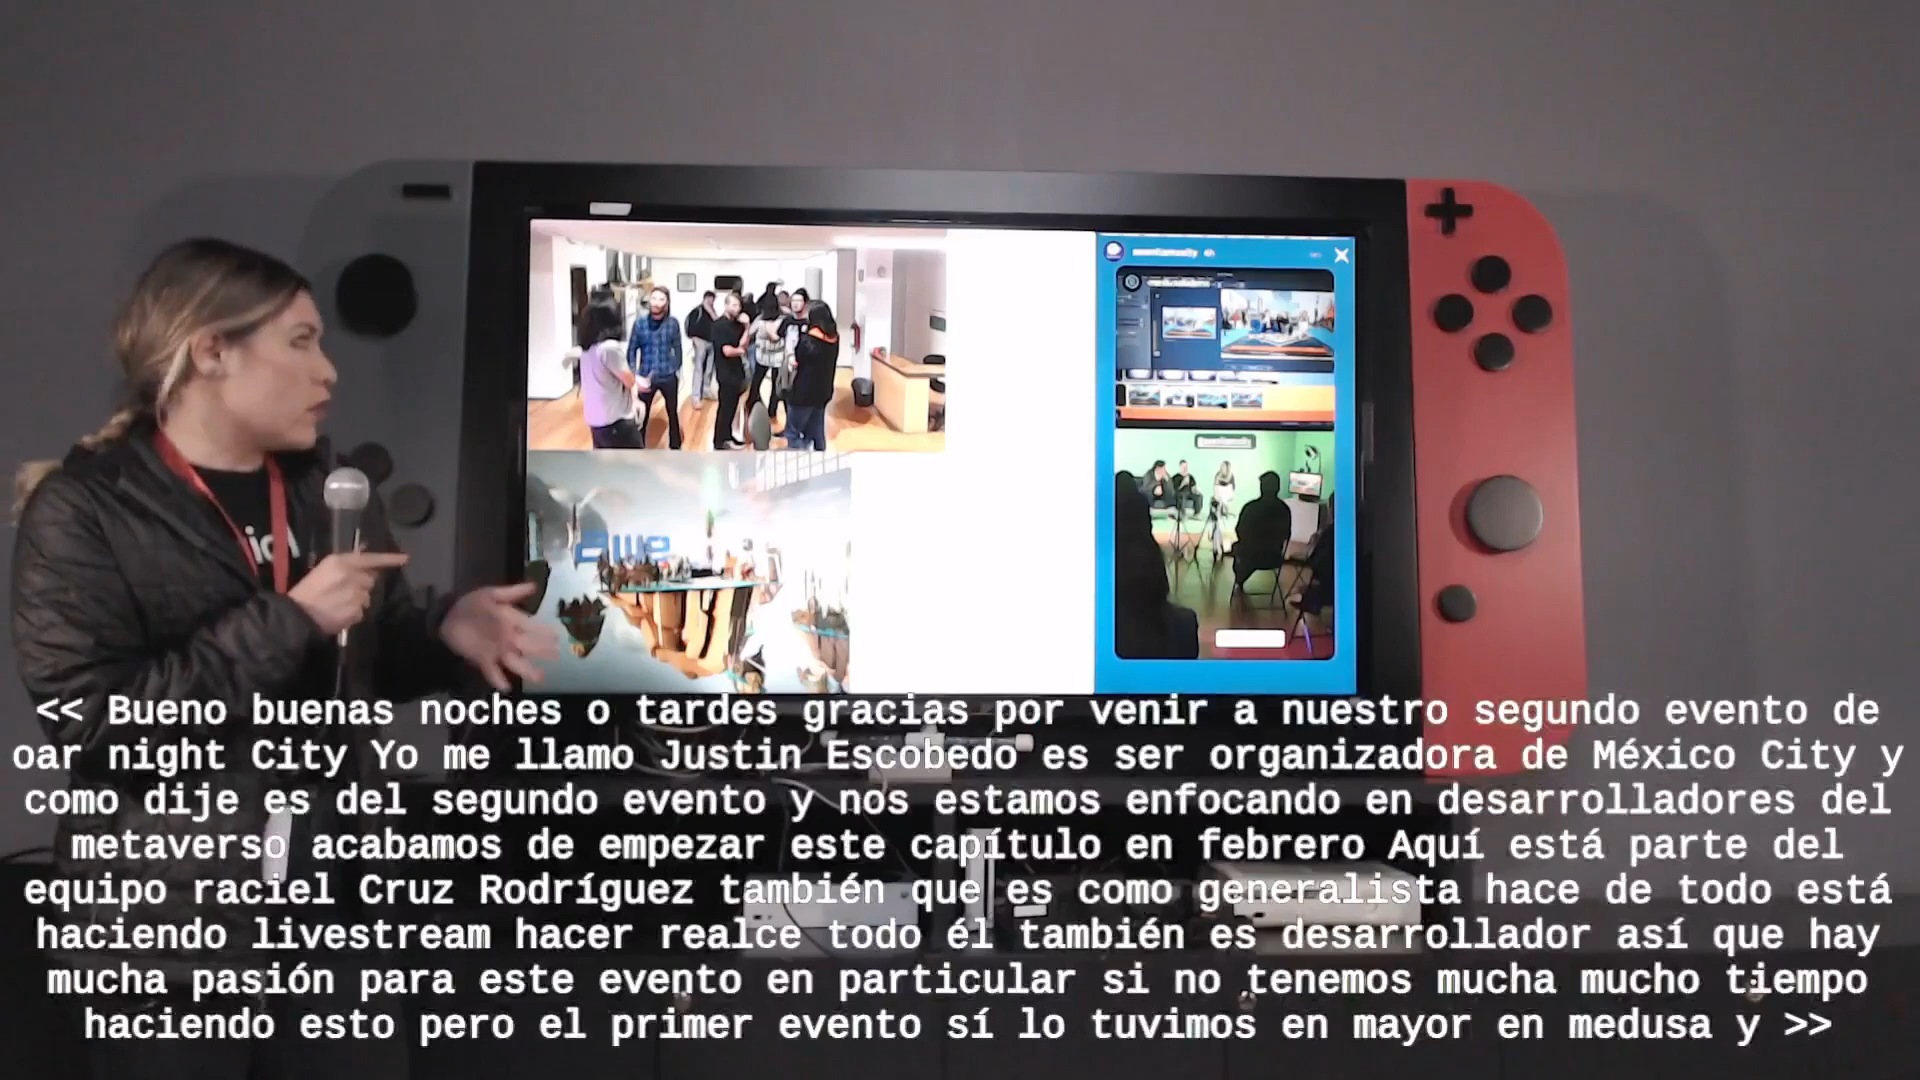 << Bueno buenas noches o tardes gracias por venir a nuestro segundo evento de
oar night City Yo me llamo Justin Escobedo es ser organizadora de México City y
como dije es del segundo evento y nos estamos enfocando en desarrolladores del
metaverso acabamos de empezar este capítulo en febrero Aquí está parte del
equipo raciel Cruz Rodríguez también que es como generalista hace de todo está
haciendo livestream hacer realce todo él también es desarrollador así que hay
mucha pasión para este evento en particular si no tenemos mucha mucho tiempo
haciendo esto pero el primer evento sí lo tuvimos en mayor en medusa y >>